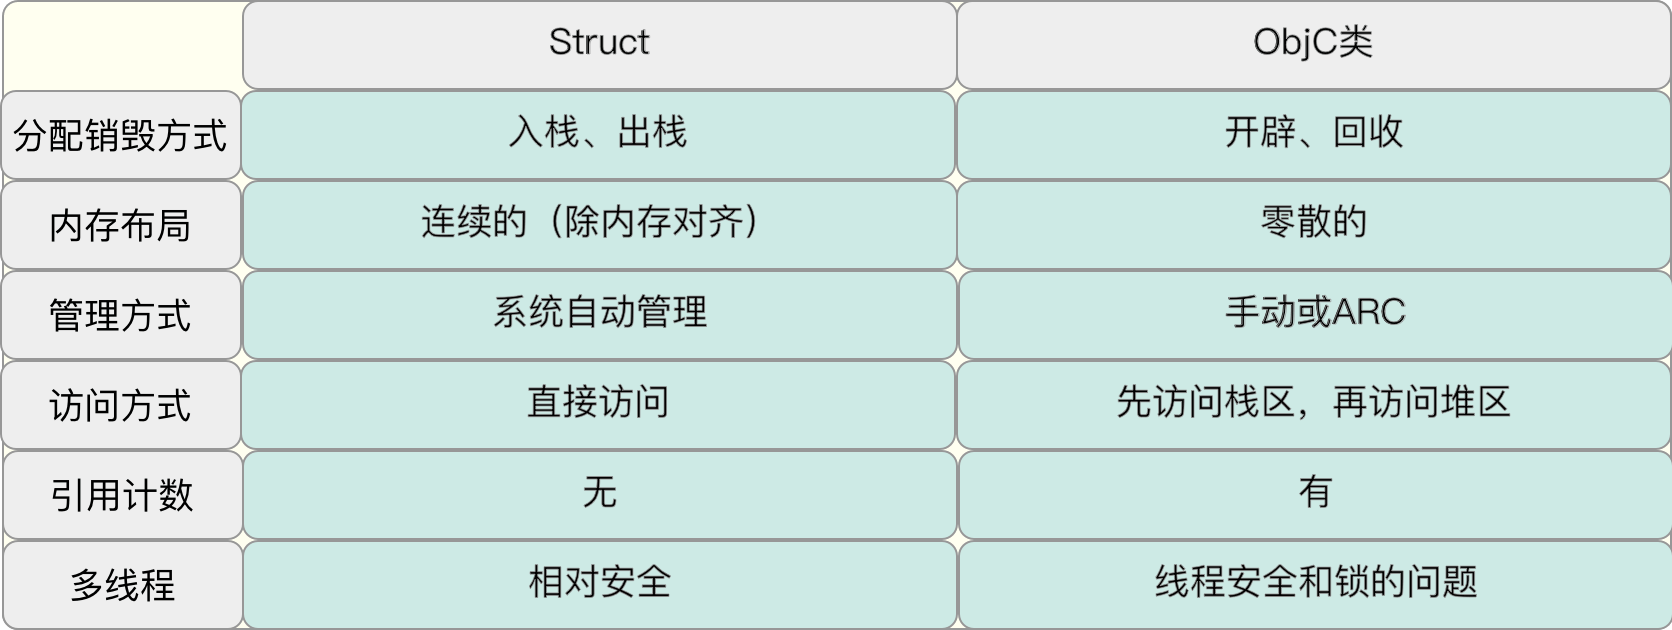 Struct
ObjC类
分配销毁方式
入栈、出栈
开辟、回收
内存布局
连续的（除内存对齐）
零散的
管理方式
系统自动管理
手动或ARC
访问方式
直接访问
先访问栈区，再访问堆区
引用计数
无
有
多线程
相对安全
线程安全和锁的问题